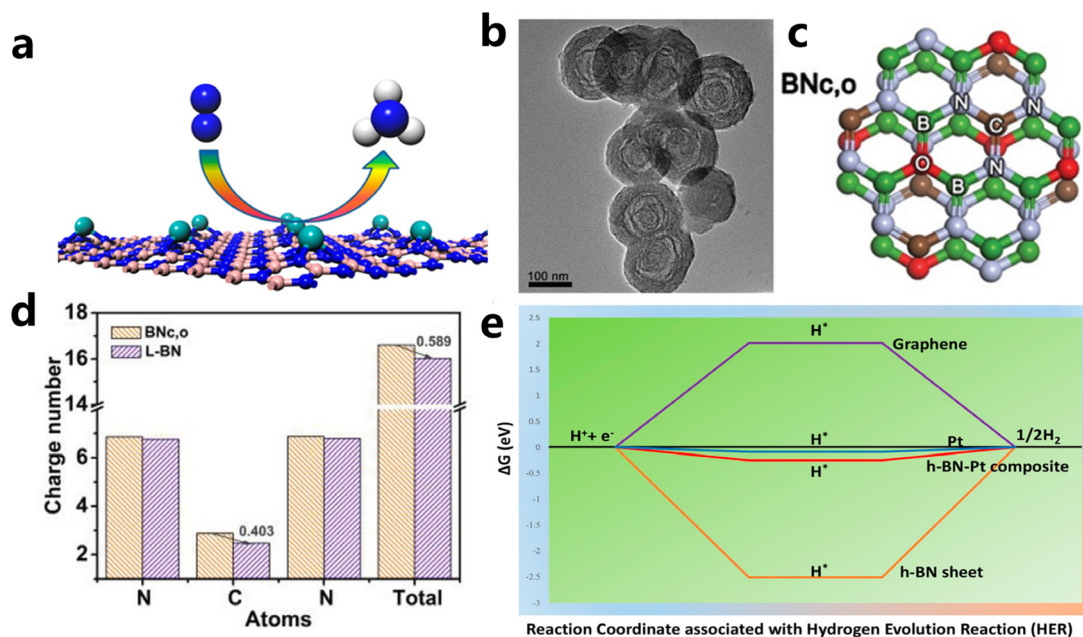 a
b
100 nm
c
BNc,o
N
N
B
C
O
N
B
d
18
16
14
6
4
2
Charge number
BNc,o
L-BN
0.589
0.403
N
C
N
Total
Atoms
e
2.5
2
1.5
1
0.5
0
-0.5
-1
-1.5
-2
-2.5
-3
ΔG (eV)
H*
Graphene
H⁺+ e⁻
H*
Pt
1/2H₂
H*
h-BN-Pt composite
H*
h-BN sheet
Reaction Coordinate associated with Hydrogen Evolution Reaction (HER)